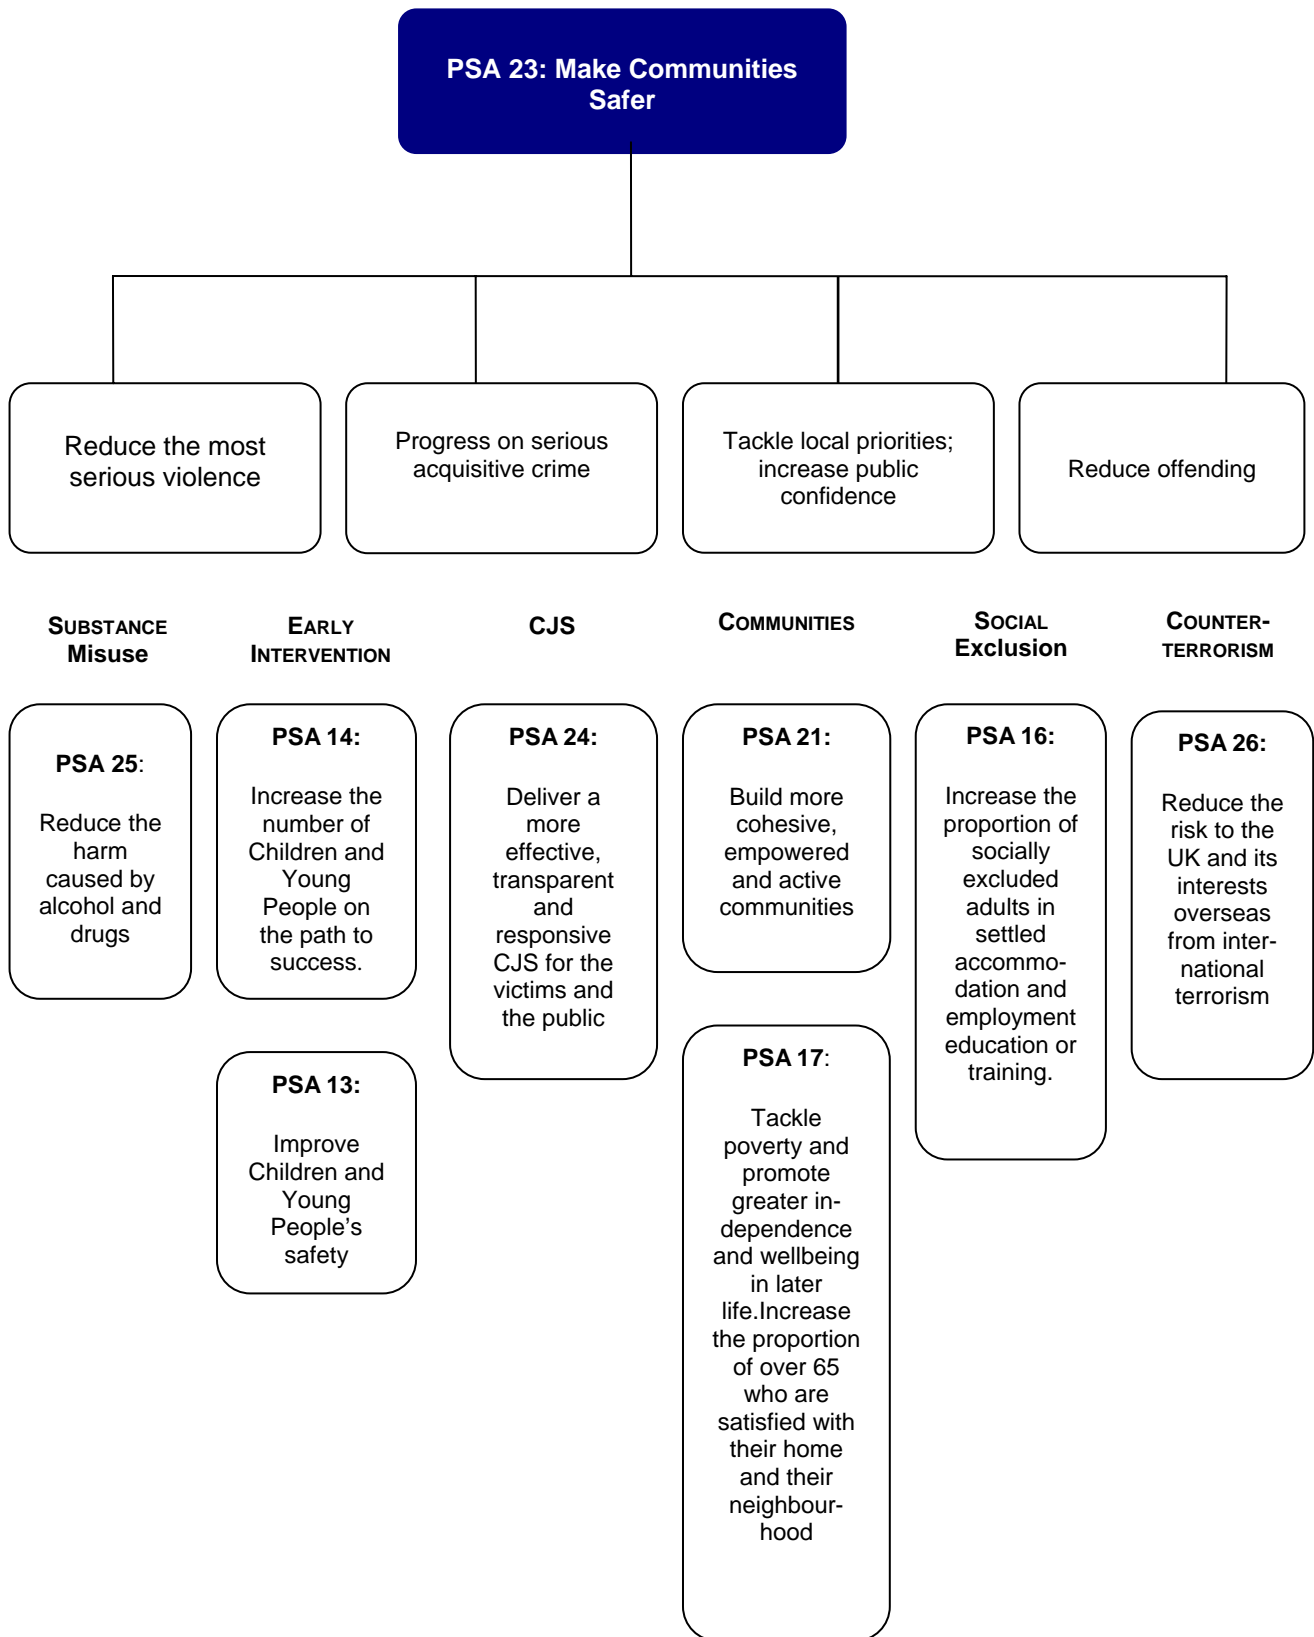 PSA 23: Make Communities
Safer
Reduce the most
serious violence
Progress on serious
acquisitive crime
Tackle local priorities;
increase public
confidence
Reduce offending
SUBSTANCE
Misuse
EARLY
INTERVENTION
CJS
COMMUNITIES
SOCIAL
Exclusion
COUNTER-
TERRORISM
PSA 25:
Reduce the
harm
caused by
alcohol and
drugs
PSA 14:
Increase the
number of
Children and
Young
People on
the path to
success.
PSA 13:
Improve
Children and
Young
People’s
safety
PSA 24:
Deliver a
more
effective,
transparent
and
responsive
CJS for the
victims and
the public
PSA 21:
Build more
cohesive,
empowered
and active
communities
PSA 17:
Tackle
poverty and
promote
greater in-
dependence
and wellbeing
in later
life.Increase
the proportion
of over 65
who are
satisfied with
their home
and their
neighbour-
hood
PSA 16:
Increase the
proportion of
socially
excluded
adults in
settled
accommo-
dation and
employment
education or
training.
PSA 26:
Reduce the
risk to the
UK and its
interests
overseas
from inter-
national
terrorism